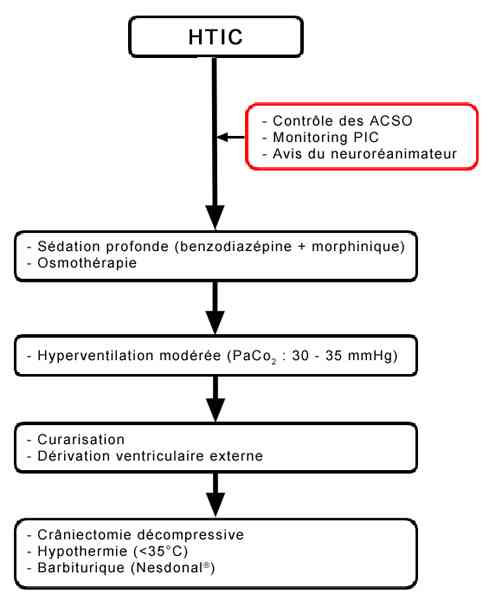 HTIC
- Contrôle des ACSO
- Monitoring PIC
- Avis du neuroréanimateur
- Sédation profonde (benzodiazépine + morphinique)
- Osmothérapie
- Hyperventilation modérée (PaCo₂ : 30 - 35 mmHg)
- Curarisation
- Dérivation ventriculaire externe
- Crâniectomie décompressive
- Hypothermie (<35°C)
- Barbiturique (Nesdonal®)